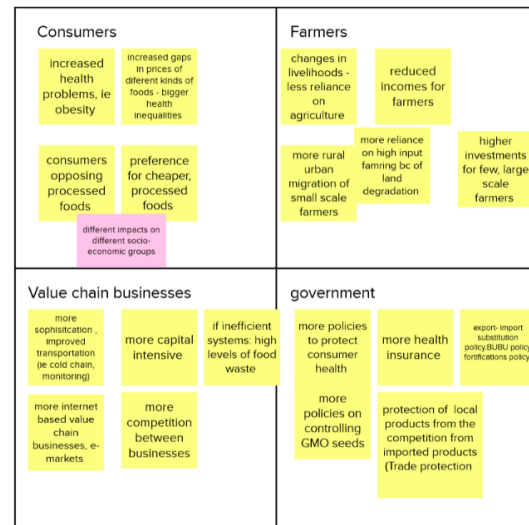 Consumers
increased
health
problems, ie
obesity
increased gaps
in prices of
diferent kinds of
foods - bigger
health
inequalities
consumers
opposing
processed
foods
preference
for cheaper,
processed
foods
different impacts on
different socio-
economic groups
Farmers
changes in
livelihoods -
less reliance
on
agriculture
reduced
incomes for
farmers
more rural
urban
migration of
small scale
farmers
more reliance
on high input
famring bc of
land
degradation
higher
investments
for few, large
scale
farmers
Value chain businesses
more
sophisitcation ,
improved
transportation
(ie cold chain,
monitoring)
more capital
intensive
if inefficient
systems: high
levels of food
waste
more internet
based value
chain
businesses, e-
markets
more
competition
between
businesses
government
more policies
to protect
consumer
health
more health
insurance
export- import
substitution
policy.BUBU policy
fortifications policy
more
policies on
controlling
GMO seeds
protection of local
products from the
competition from
imported products
(Trade protection